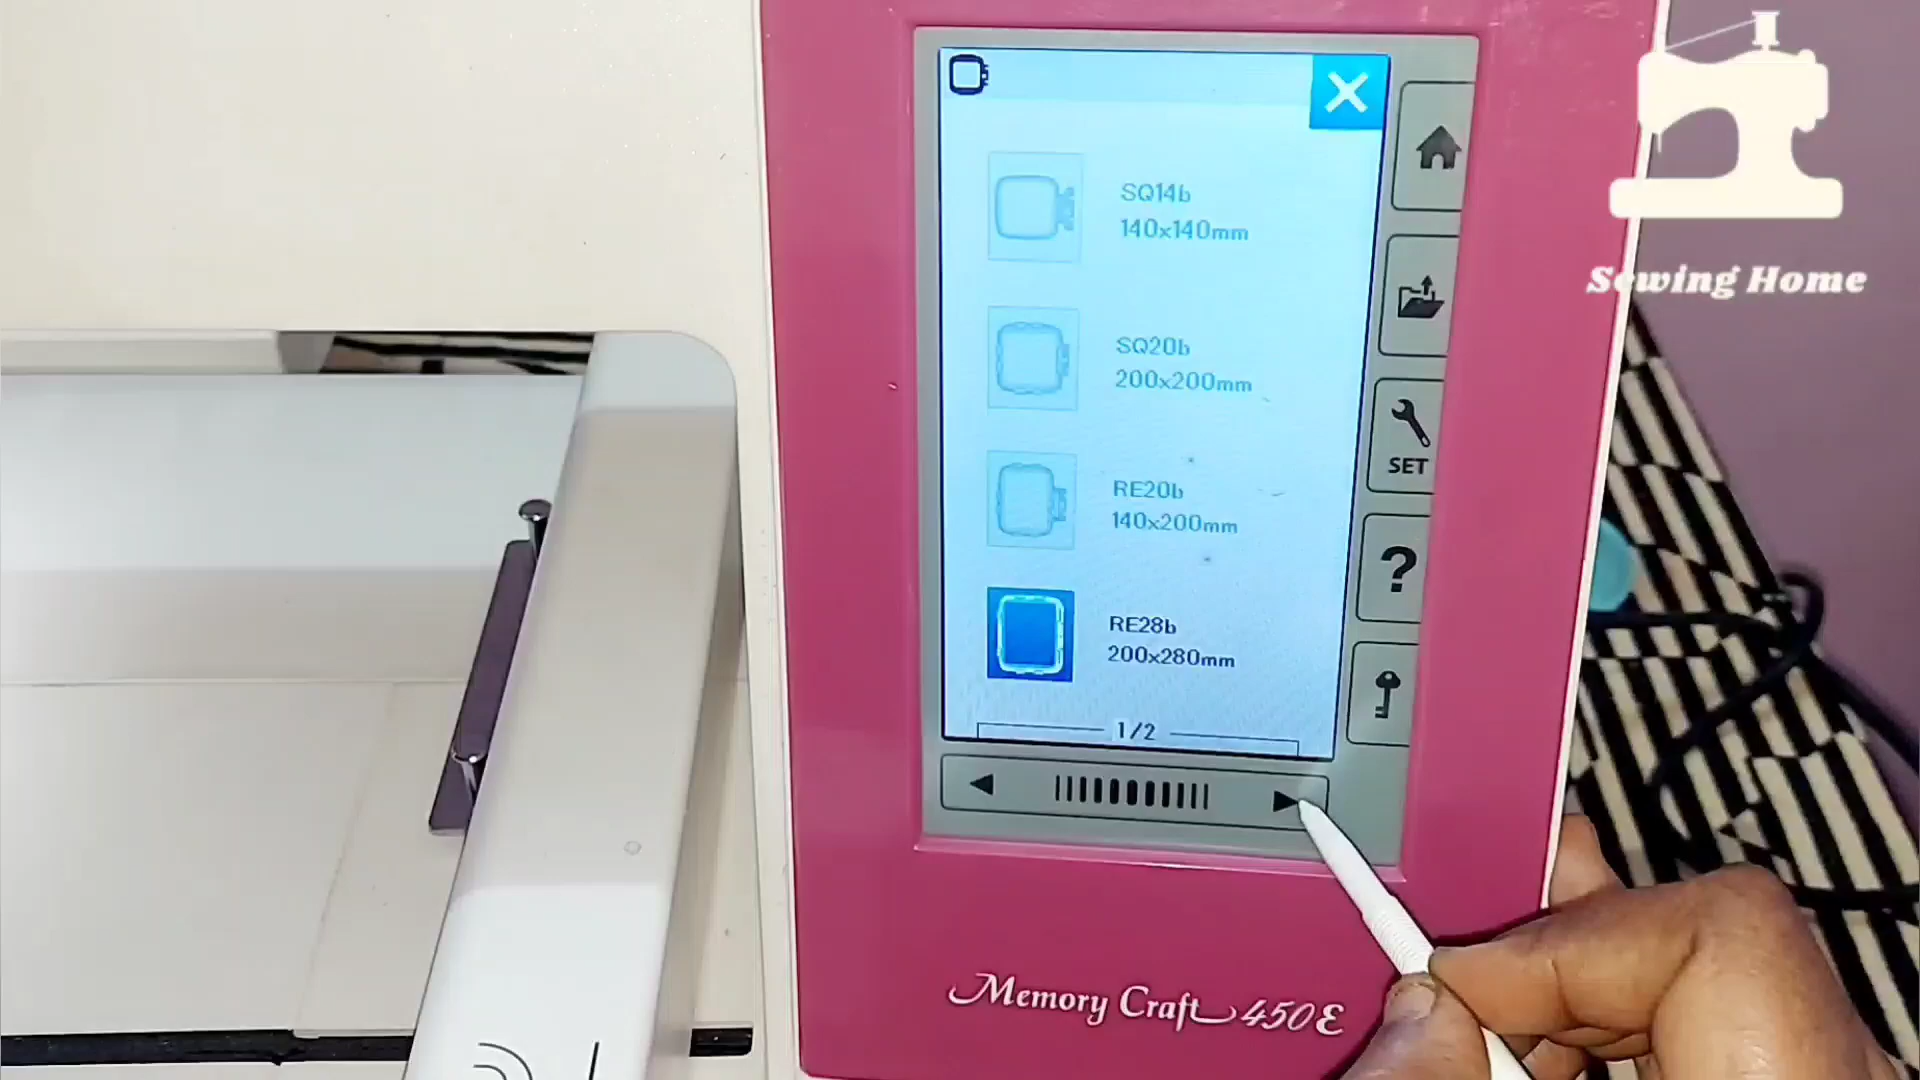 SQ14b
140x140mm
SQ20b
200x200mm
RE20b
140x200mm
RE28b
200x280mm
1/2
SET
?
Memory Craft 450E
Sewing Home